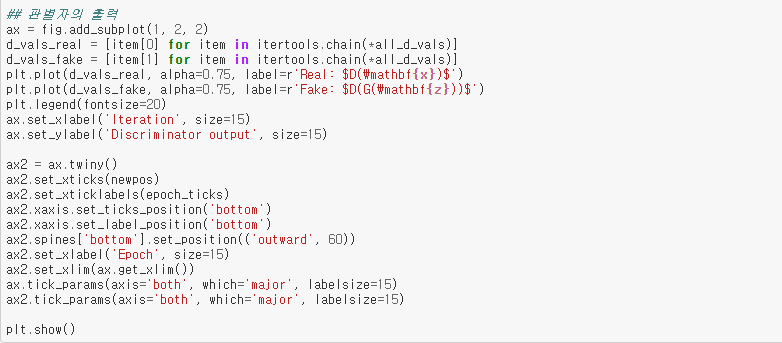 ## 판별자의 출력
ax = fig.add_subplot(1, 2, 2)
d_vals_real = [item[0] for item in itertools.chain(*all_d_vals)]
d_vals_fake = [item[1] for item in itertools.chain(*all_d_vals)]
plt.plot(d_vals_real, alpha=0.75, label=r'Real: $D(₩mathbf{x})$')
plt.plot(d_vals_fake, alpha=0.75, label=r'Fake: $D(G(₩mathbf{z}))$')
plt.legend(fontsize=20)
ax.set_xlabel('Iteration', size=15)
ax.set_ylabel('Discriminator output', size=15)

ax2 = ax.twiny()
ax2.set_xticks(newpos)
ax2.set_xticklabels(epoch_ticks)
ax2.xaxis.set_ticks_position('bottom')
ax2.xaxis.set_label_position('bottom')
ax2.spines['bottom'].set_position(('outward', 60))
ax2.set_xlabel('Epoch', size=15)
ax2.set_xlim(ax.get_xlim())
ax.tick_params(axis='both', which='major', labelsize=15)
ax2.tick_params(axis='both', which='major', labelsize=15)

plt.show()